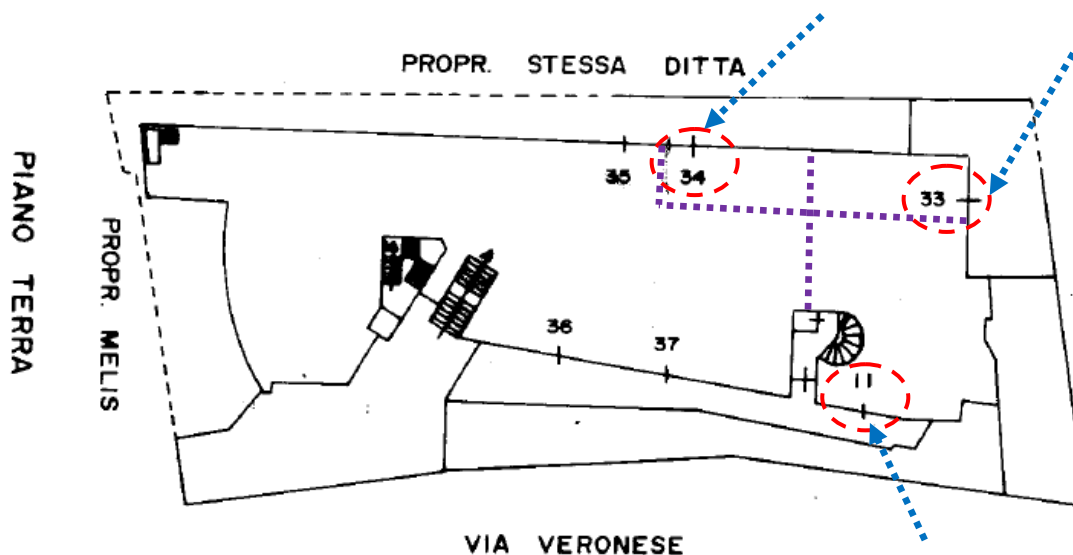 PROPR. STESSA DITTA
35
34
33
PIANO TERRA
PROPR. MELIS
36
37
11
VIA VERONESE